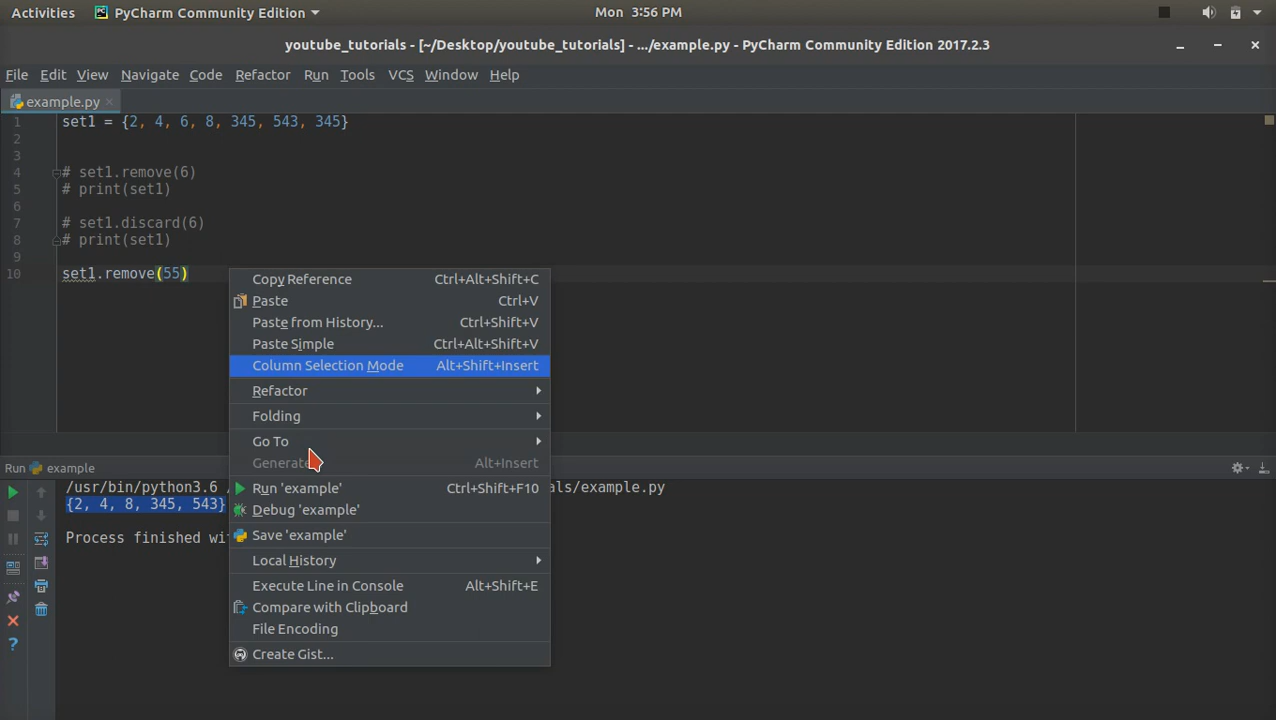 Activities PyCharm Community Edition Mon 3:56 PM
youtube_tutorials - [~/Desktop/youtube_tutorials] - .../example.py - PyCharm Community Edition 2017.2.3
File Edit View Navigate Code Refactor Run Tools VCS Window Help
example.py
1 set1 = {2, 4, 6, 8, 345, 543, 345}
2
3
4 # set1.remove(6)
5 # print(set1)
6
7 # set1.discard(6)
8 # print(set1)
9
10 set1.remove(55)
Copy Reference Ctrl+Alt+Shift+C
Paste Ctrl+V
Paste from History... Ctrl+Shift+V
Paste Simple Ctrl+Alt+Shift+V
Column Selection Mode Alt+Shift+Insert
Refactor
Folding
Go To
Generate Alt+Insert
Run 'example' Ctrl+Shift+F10
Debug 'example'
Save 'example'
Local History
Execute Line in Console Alt+Shift+E
Compare with Clipboard
File Encoding
Create Gist...
Run example
/usr/bin/python3.6 / ls/example.py
{2, 4, 8, 345, 543}
Process finished wi